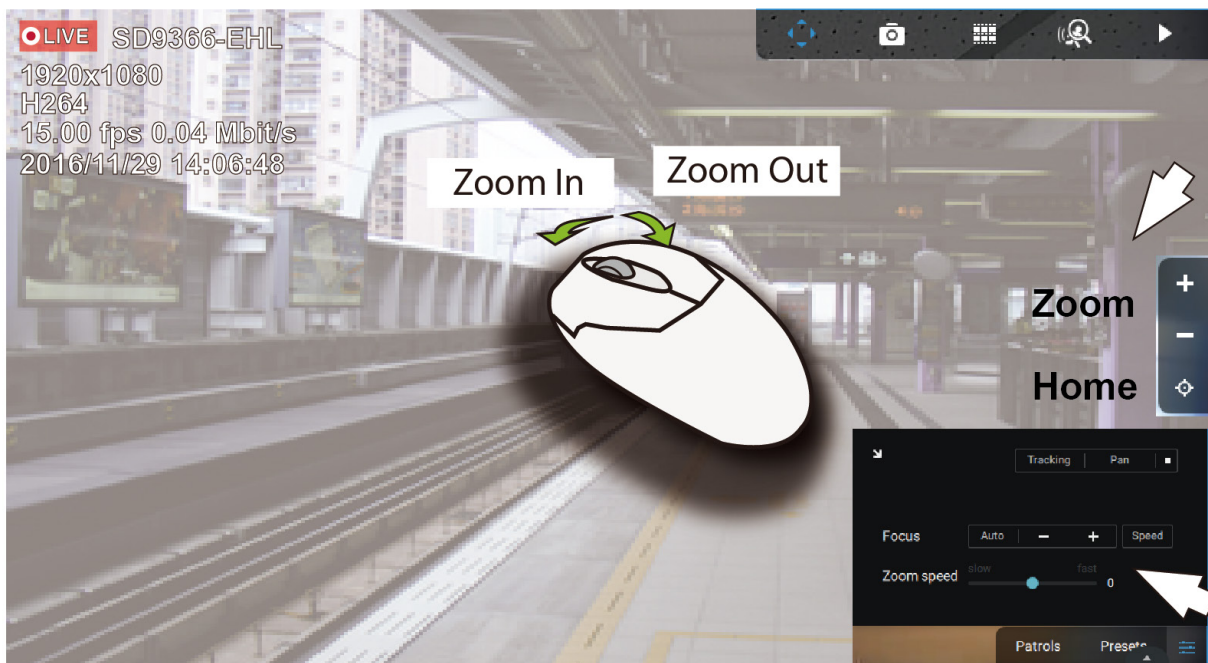 LIVE SD9366-EHL
1920x1080
H264
15.00 fps 0.04 Mbit/s
2016/11/29 14:06:48
Zoom In
Zoom Out
Zoom
Home
Tracking Pan
Focus Auto Speed
slow fast
Zoom speed 0
Patrols Presets